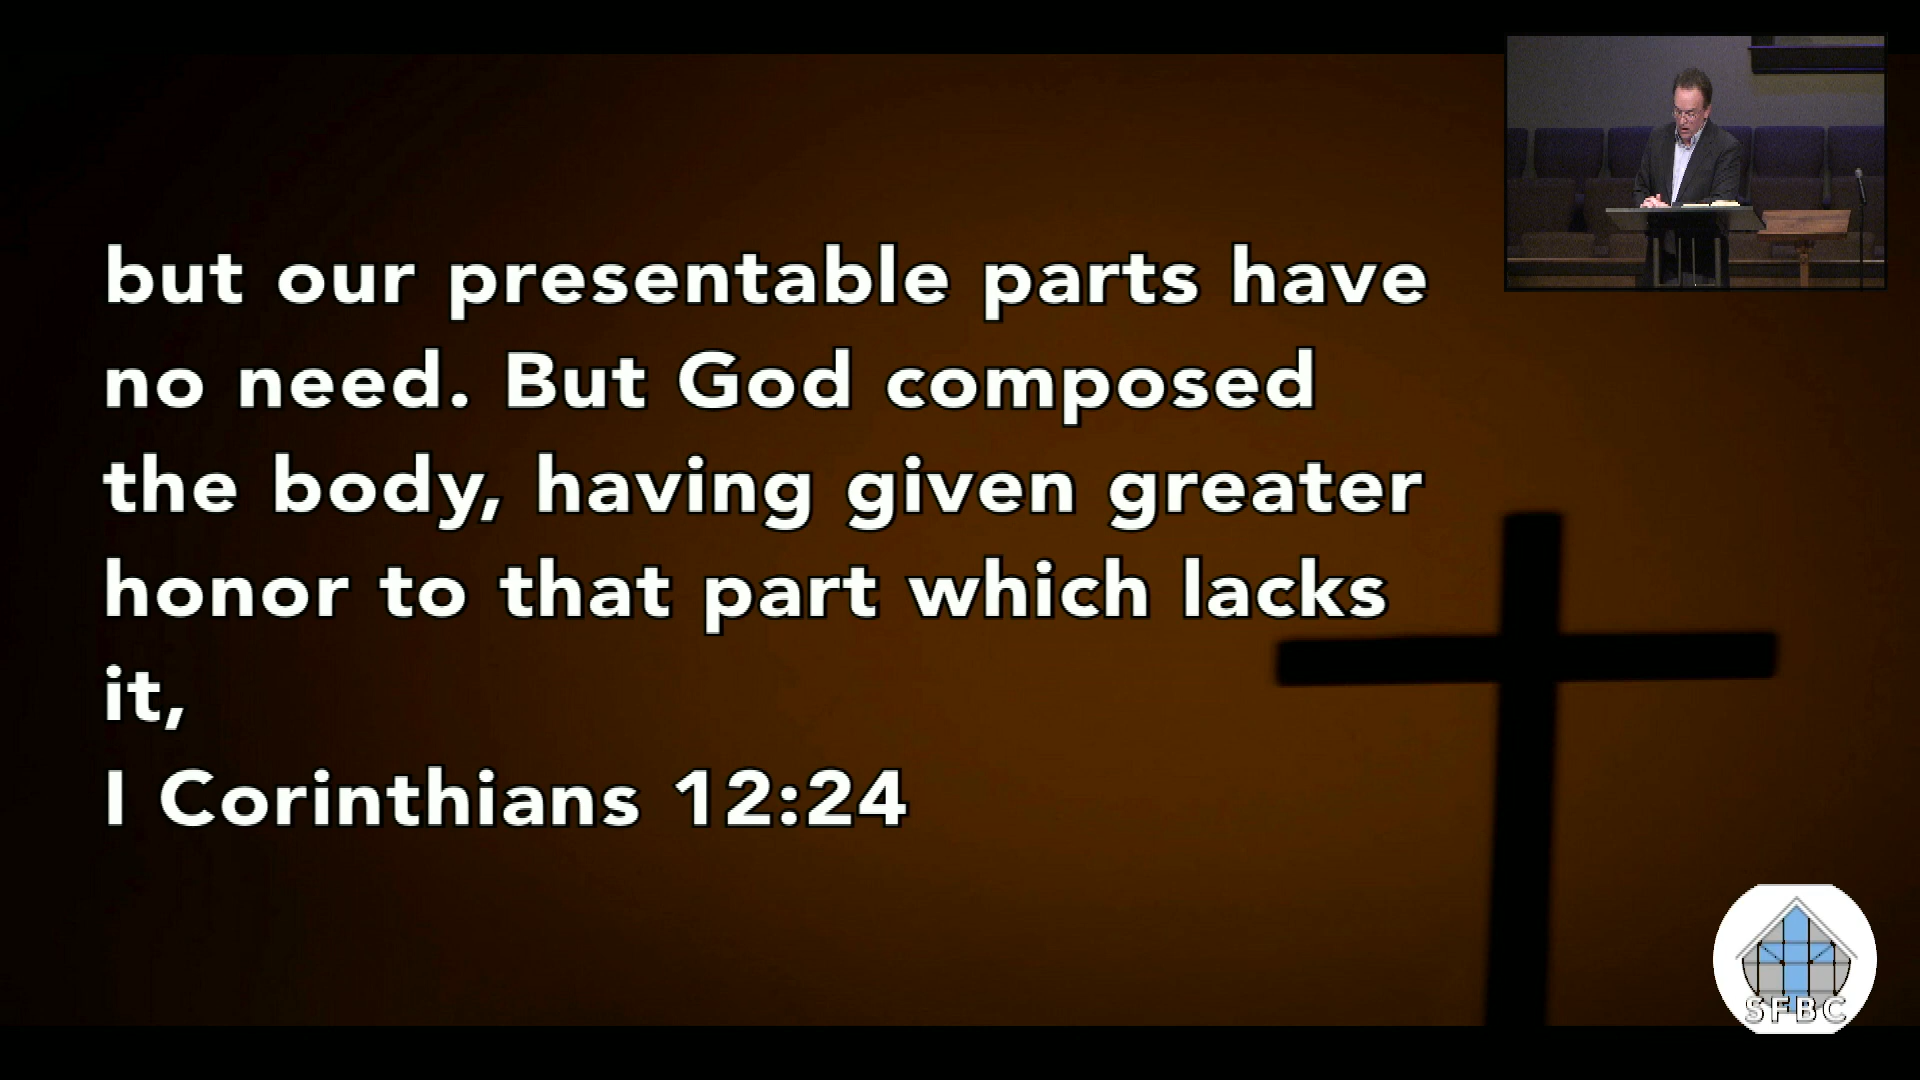 but our presentable parts have
no need. But God composed
the body, having given greater
honor to that part which lacks
it,
I Corinthians 12:24
SFBC